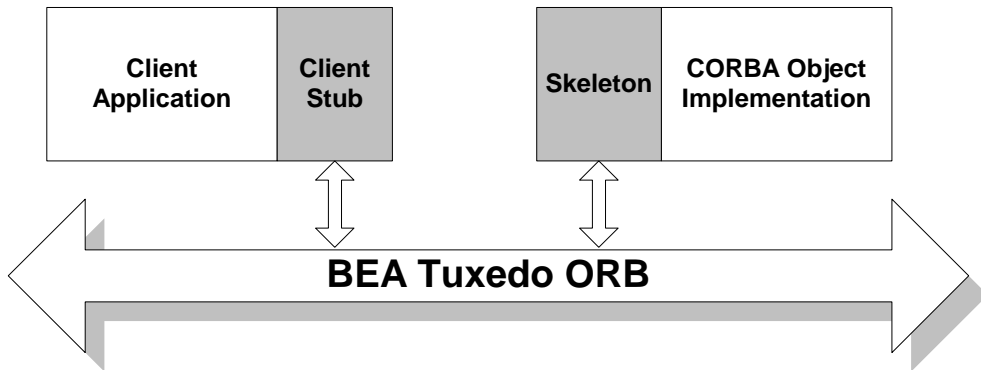 Client
Application
Client
Stub
Skeleton
CORBA Object
Implementation
BEA Tuxedo ORB